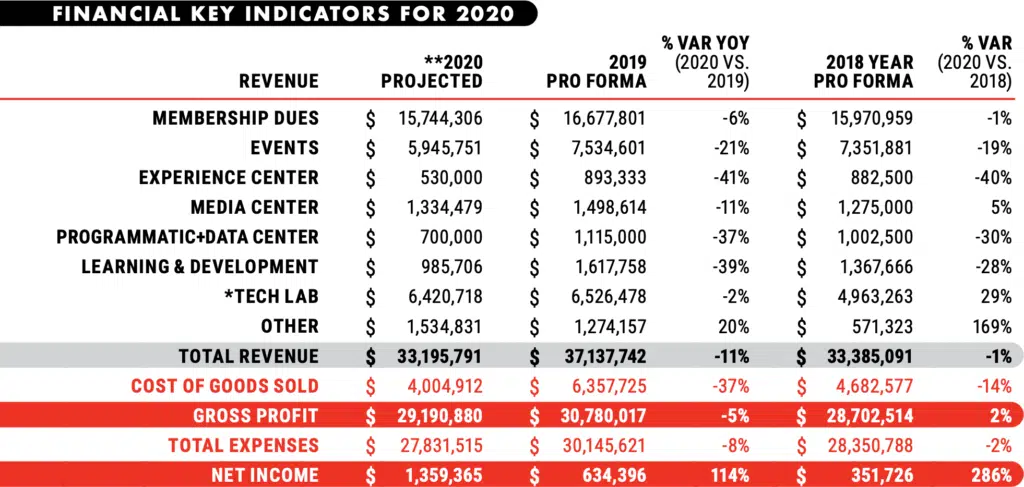 FINANCIAL KEY INDICATORS FOR 2020
REVENUE **2020 PROJECTED 2019 PRO FORMA % VAR YOY (2020 VS. 2019) 2018 YEAR PRO FORMA % VAR (2020 VS. 2018)
MEMBERSHIP DUES $ 15,744,306 $ 16,677,801 -6% $ 15,970,959 -1%
EVENTS $ 5,945,751 $ 7,534,601 -21% $ 7,351,881 -19%
EXPERIENCE CENTER $ 530,000 $ 893,333 -41% $ 882,500 -40%
MEDIA CENTER $ 1,334,479 $ 1,498,614 -11% $ 1,275,000 5%
PROGRAMMATIC+DATA CENTER $ 700,000 $ 1,115,000 -37% $ 1,002,500 -30%
LEARNING & DEVELOPMENT $ 985,706 $ 1,617,758 -39% $ 1,367,666 -28%
*TECH LAB $ 6,420,718 $ 6,526,478 -2% $ 4,963,263 29%
OTHER $ 1,534,831 $ 1,274,157 20% $ 571,323 169%
TOTAL REVENUE $ 33,195,791 $ 37,137,742 -11% $ 33,385,091 -1%
COST OF GOODS SOLD $ 4,004,912 $ 6,357,725 -37% $ 4,682,577 -14%
GROSS PROFIT $ 29,190,880 $ 30,780,017 -5% $ 28,702,514 2%
TOTAL EXPENSES $ 27,831,515 $ 30,145,621 -8% $ 28,350,788 -2%
NET INCOME $ 1,359,365 $ 634,396 114% $ 351,726 286%